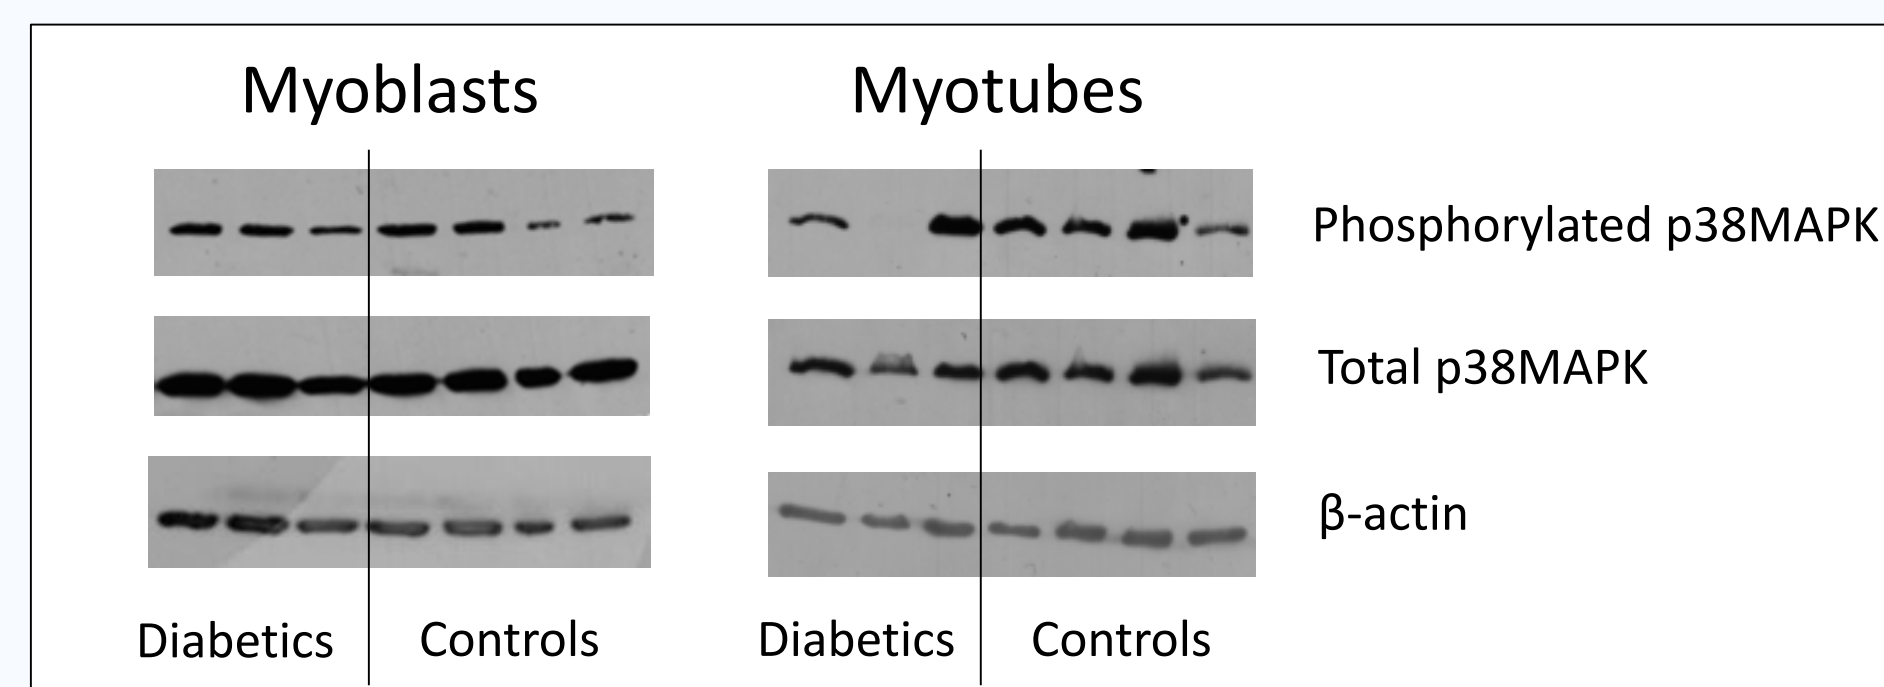 Myoblasts Myotubes
Phosphorylated p38MAPK
Total p38MAPK
β-actin
Diabetics Controls Diabetics Controls